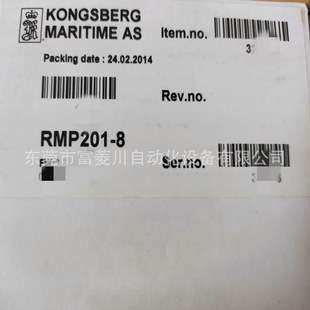 KONGSBERG
MARITIME AS
Item.no.
Packing date : 24.02.2014
Rev.no.
RMP201-8
东莞市富菱川自动化设备有限公司
Ser.no.